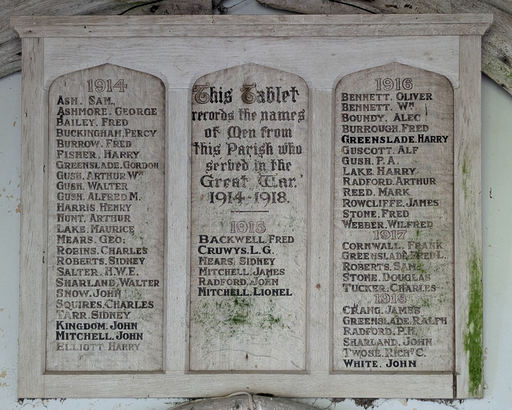 1914
Ash, Sam.
Ashmore, George
Bailey, Fred
Buckingham, Percy
Burrow, Fred
Fisher, Harry
Greenslade, Gordon
Gush, Arthur Wm
Gush, Walter
Gush, Alfred M.
Harris, Henry
Hunt, Arthur
Lake, Maurice
Mears, Geo:
Robins, Charles
Roberts, Sidney
Salter, H.W.E.
Sharland, Walter
Snow, John
Squires, Charles
Tarr, Sidney
Kingdom, John
Mitchell, John
Elliott Harry
This Tablet
records the names
of Men from
this Parish who
served in the
Great War.
1914-1918.
1915
Backwell, Fred
Cruwys, L.G.
Mears, Sidney
Mitchell, James
Radford, John
Mitchell, Lionel
1916
Bennett, Oliver
Bennett, Wm
Boundy, Alec
Burrough, Fred
Greenslade, Harry
Guscott, Alf
Gush, P.A.
Lake, Harry
Radford, Arthur
Reed, Mark
Rowcliffe, James
Stone, Fred
Webber, Wilfred
1917
Cornwall, Frank
Greenslade, Fred L.
Roberts, Sam.
Stone, Douglas
Tucker, Charles
1918
Crang, James
Greenslade, Ralph
Radford, P.H.
Sharland, John
Twose, Richd C.
White, John